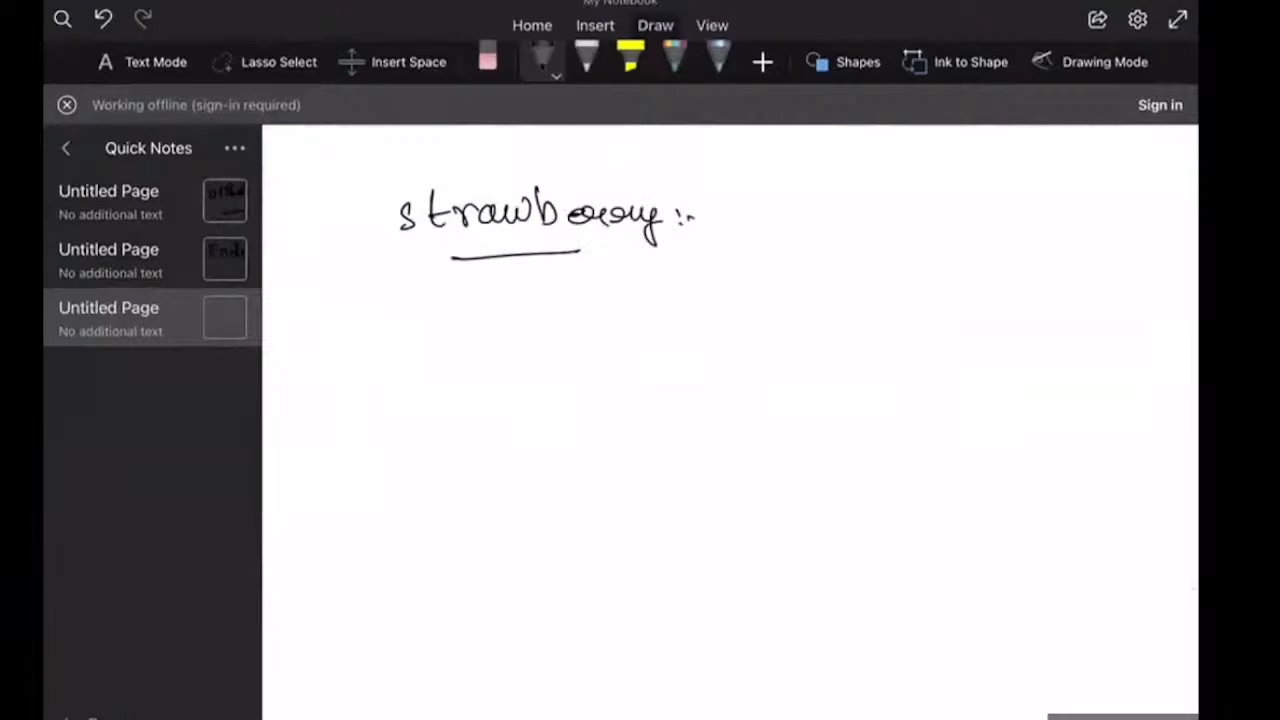 My Notebook
Home Insert Draw View
Text Mode Lasso Select Insert Space Shapes Ink to Shape Drawing Mode
Working offline (sign-in required) Sign in
Quick Notes
Untitled Page
No additional text
Untitled Page
No additional text
Untitled Page
No additional text
strawberry:-